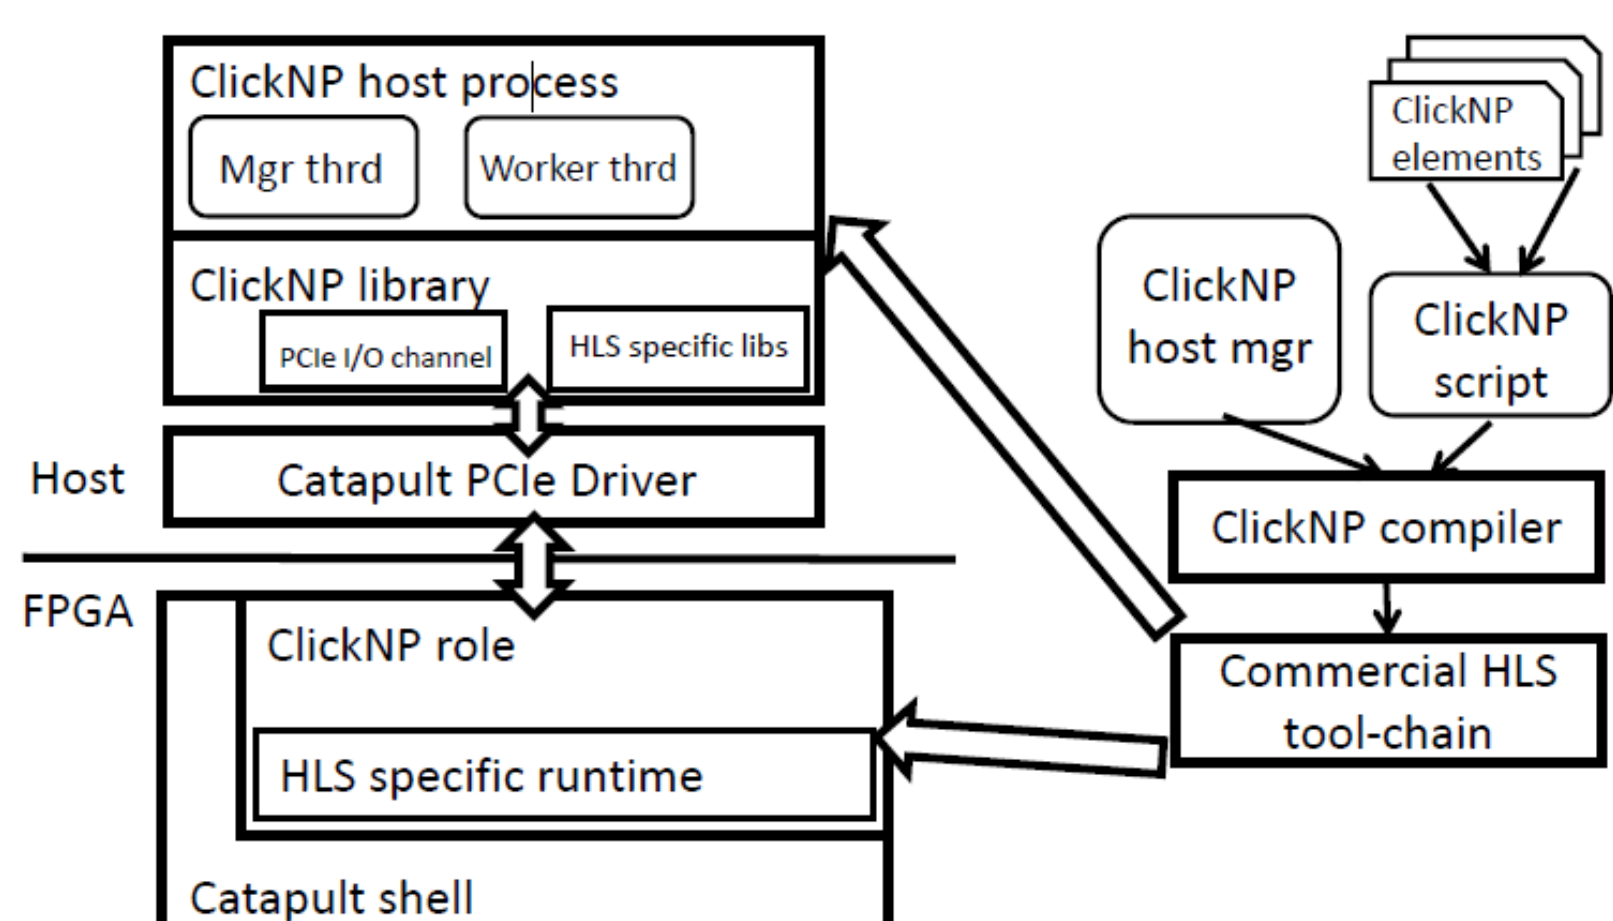 ClickNP host process
Mgr thrd
Worker thrd
ClickNP library
PCIe I/O channel
HLS specific libs
Host
Catapult PCIe Driver
FPGA
ClickNP role
HLS specific runtime
Catapult shell
ClickNP
elements
ClickNP
host mgr
ClickNP
script
ClickNP compiler
Commercial HLS
tool-chain